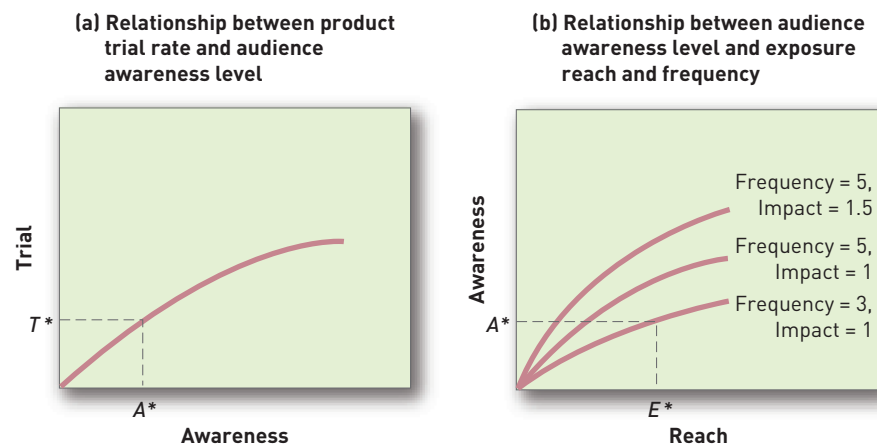 (a) Relationship between product
trial rate and audience
awareness level
Trial
T*
A*
Awareness
(b) Relationship between audience
awareness level and exposure
reach and frequency
Awareness
Frequency = 5,
Impact = 1.5
Frequency = 5,
Impact = 1
Frequency = 3,
Impact = 1
A*
E*
Reach